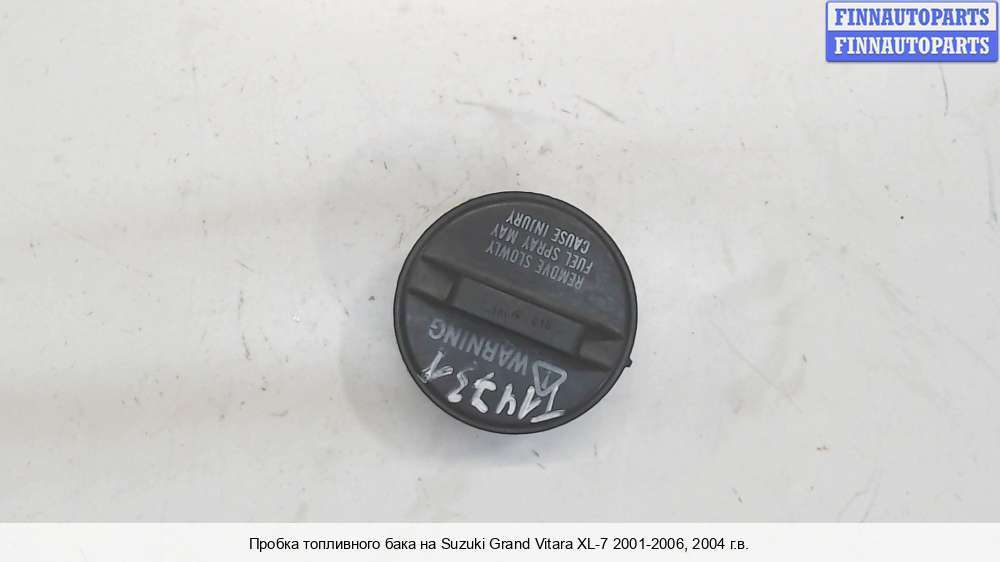 FINNAUTOPARTS
FINNAUTOPARTS
WARNING
REMOVE SLOWLY
FUEL SPRAY MAY
CAUSE INJURY
Пробка топливного бака на Suzuki Grand Vitara XL-7 2001-2006, 2004 г.в.